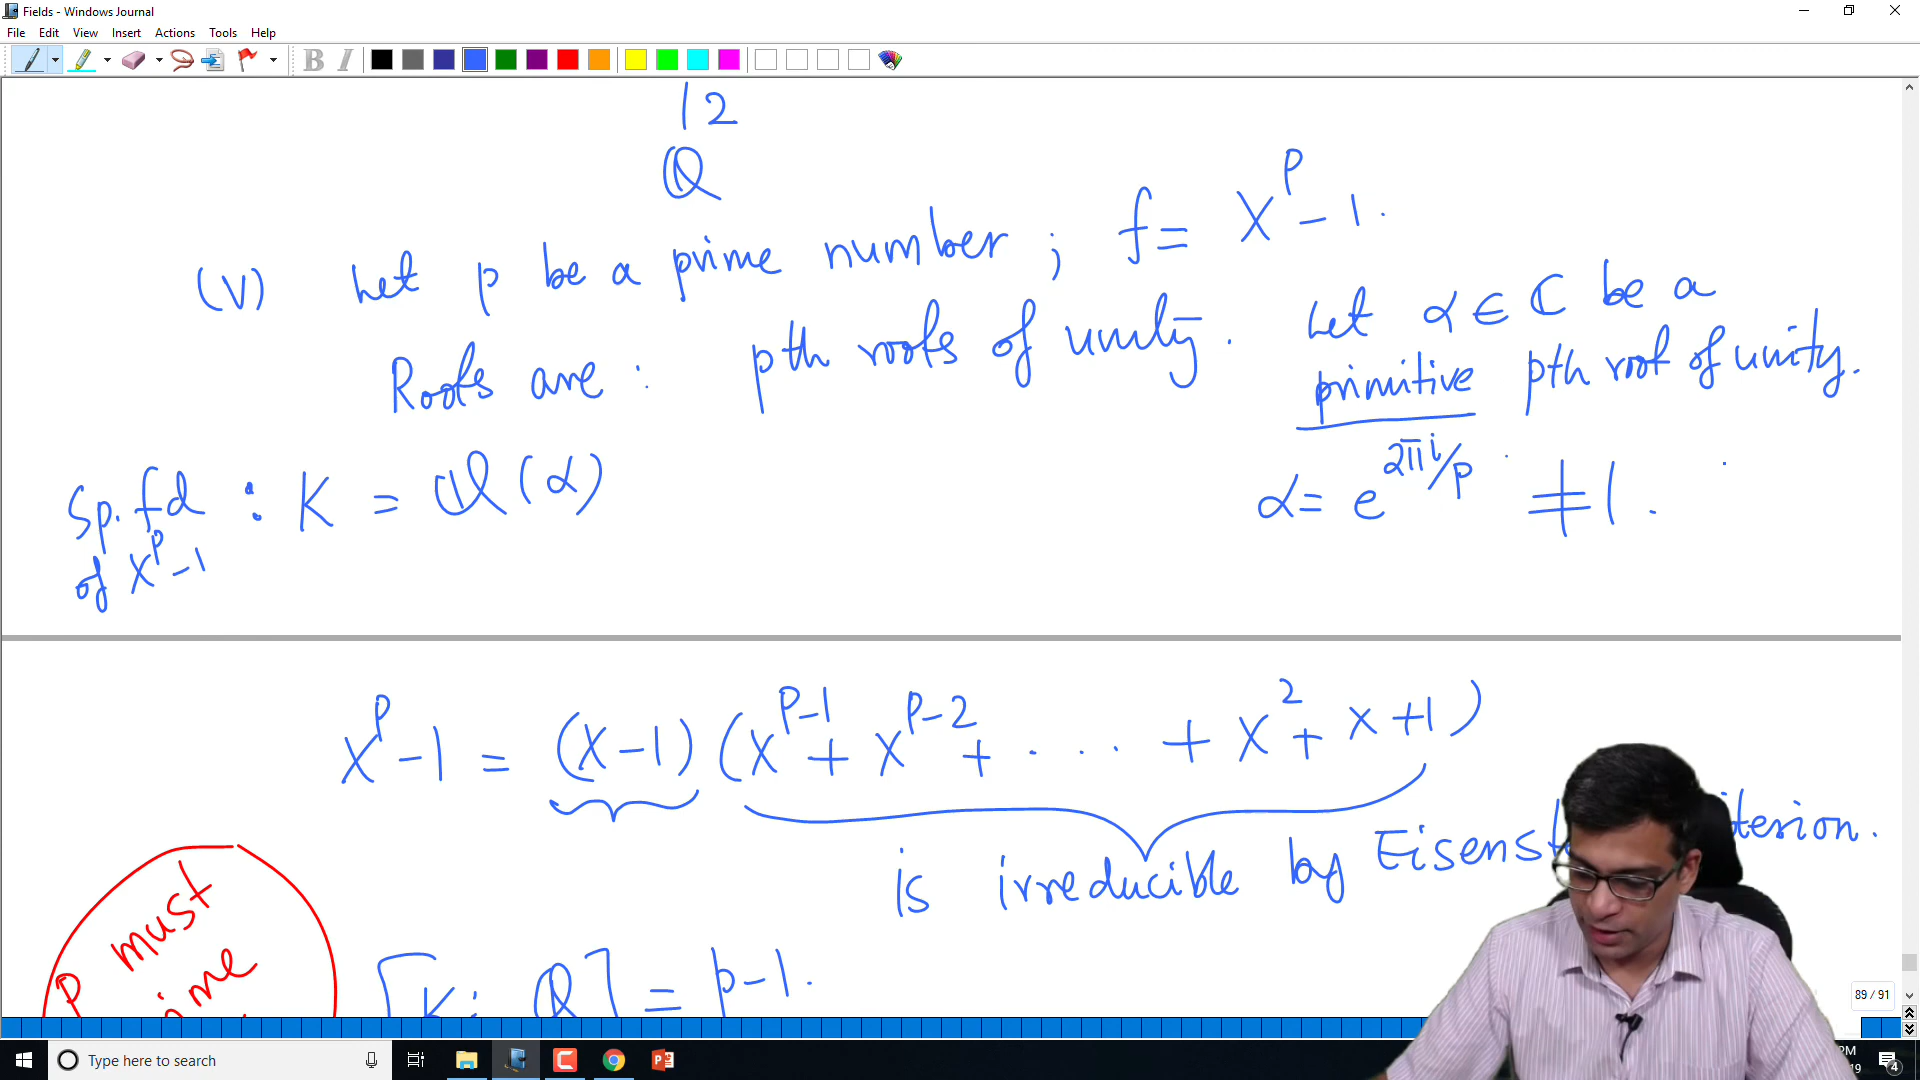 Fields - Windows Journal
File Edit View Insert Actions Tools Help
B I
| 2
ℚ
(V) Let p be a prime number ; f = X^p - 1.
Roots are : pth roots of unity. Let α ∈ ℂ be a
primitive pth root of unity.
α = e^{2πi/p} ≠ 1.
Sp. fd : K = ℚ(α)
of X^p - 1
X^p - 1 = (X-1) (X^{p-1} + X^{p-2} + ... + X^2 + X + 1)
is irreducible by
[K : ℚ] = p-1.
p must
89 / 91
Type here to search
4